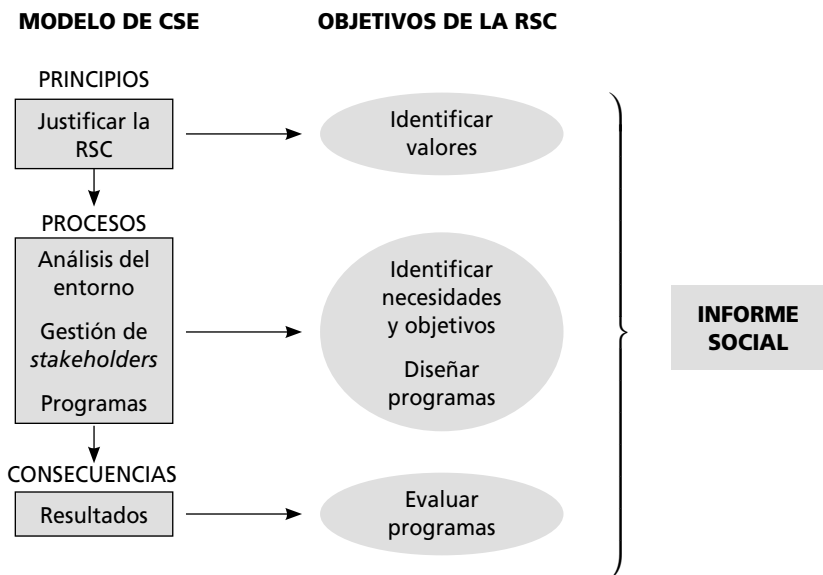 MODELO DE CSE
OBJETIVOS DE LA RSC
PRINCIPIOS
Justificar la
RSC
Identificar
valores
PROCESOS
Análisis del
entorno
Gestión de
stakeholders
Programas
Identificar
necesidades
y objetivos
Diseñar
programas
INFORME
SOCIAL
CONSECUENCIAS
Resultados
Evaluar
programas